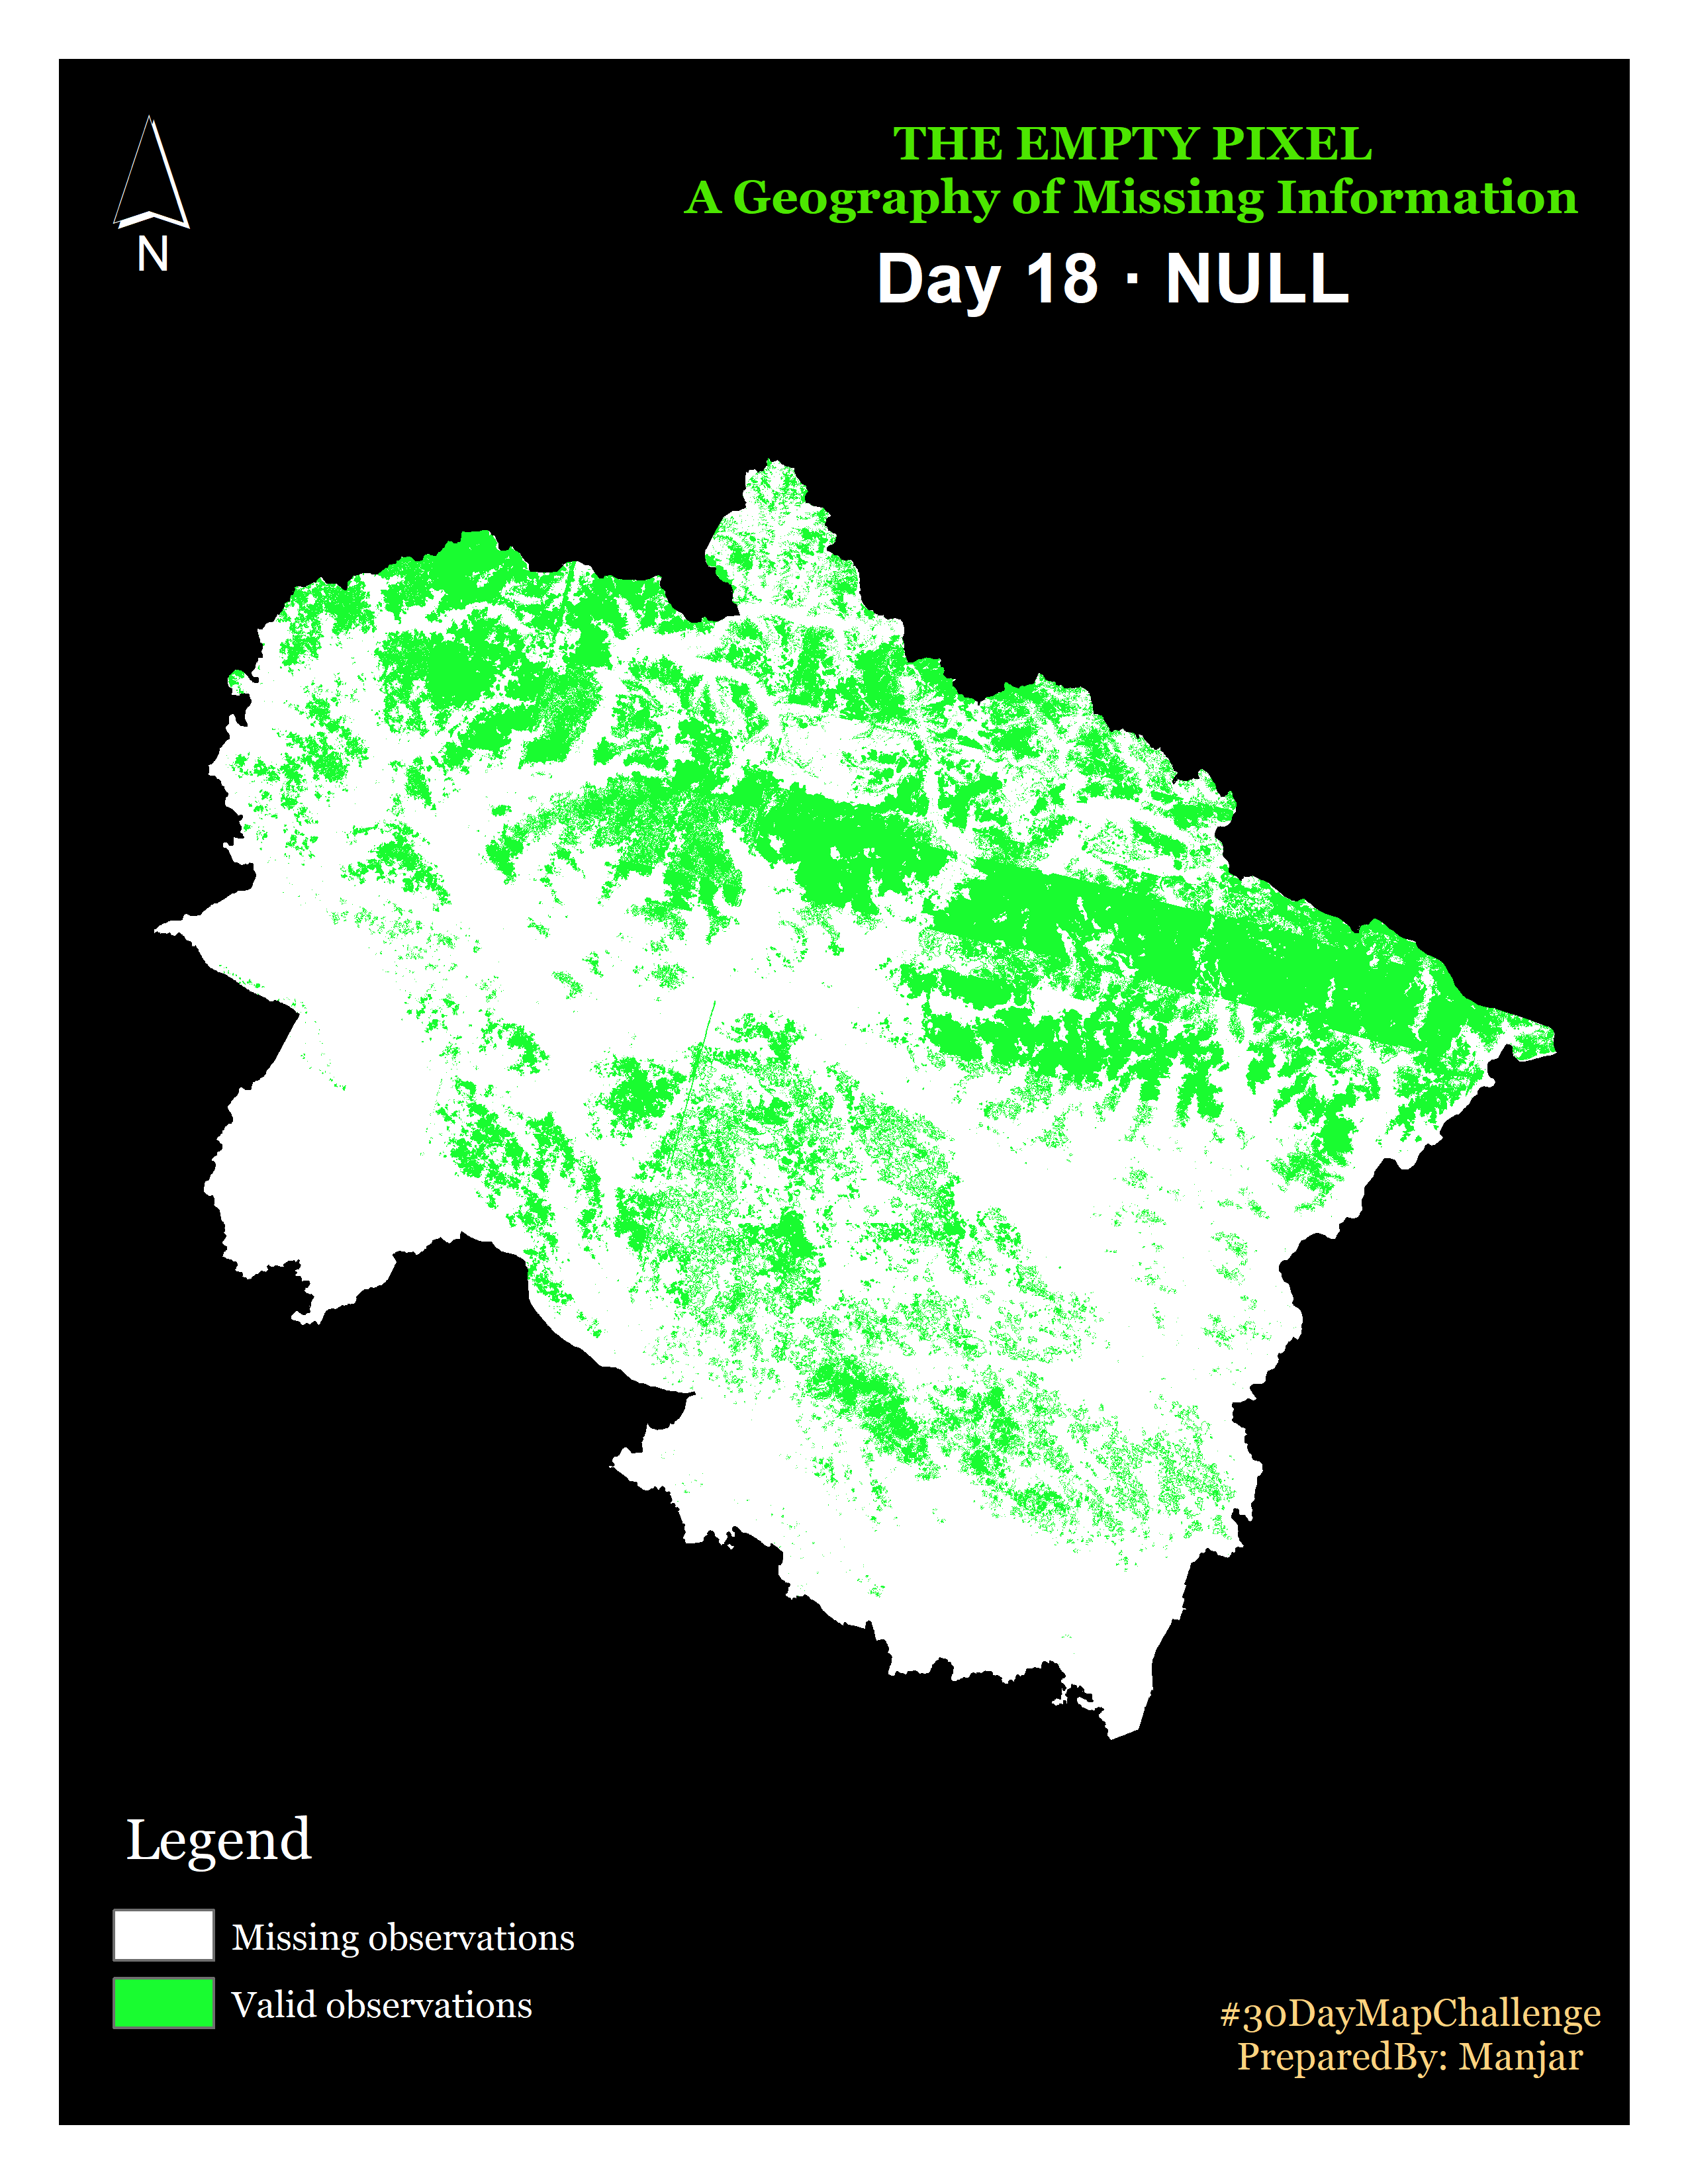 N
THE EMPTY PIXEL
A Geography of Missing Information
Day 18 · NULL
Legend
Missing observations
Valid observations
#30DayMapChallenge
PreparedBy: Manjar